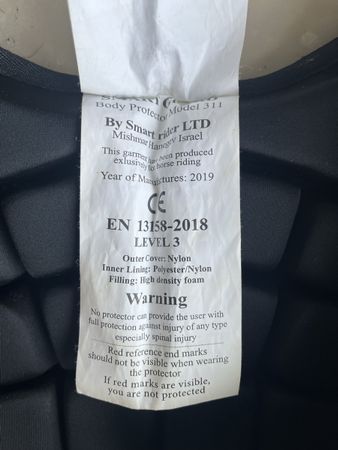 Body Protector Model 311
By Smart rider LTD
Mishmar Hanegev Israel
This garment has been produced
exlusively for horse riding
Year of Manufactures: 2019
CE
EN 13158-2018
LEVEL 3
Outer Cover: Nylon
Inner Lining: Polyester/Nylon
Filling: High density foam
Warning
No protector can provide the user with
full protection against injury of any type
especially spinal injury
Red reference end marks
should not be visible when wearing
the protector
If red marks are visible,
you are not protected